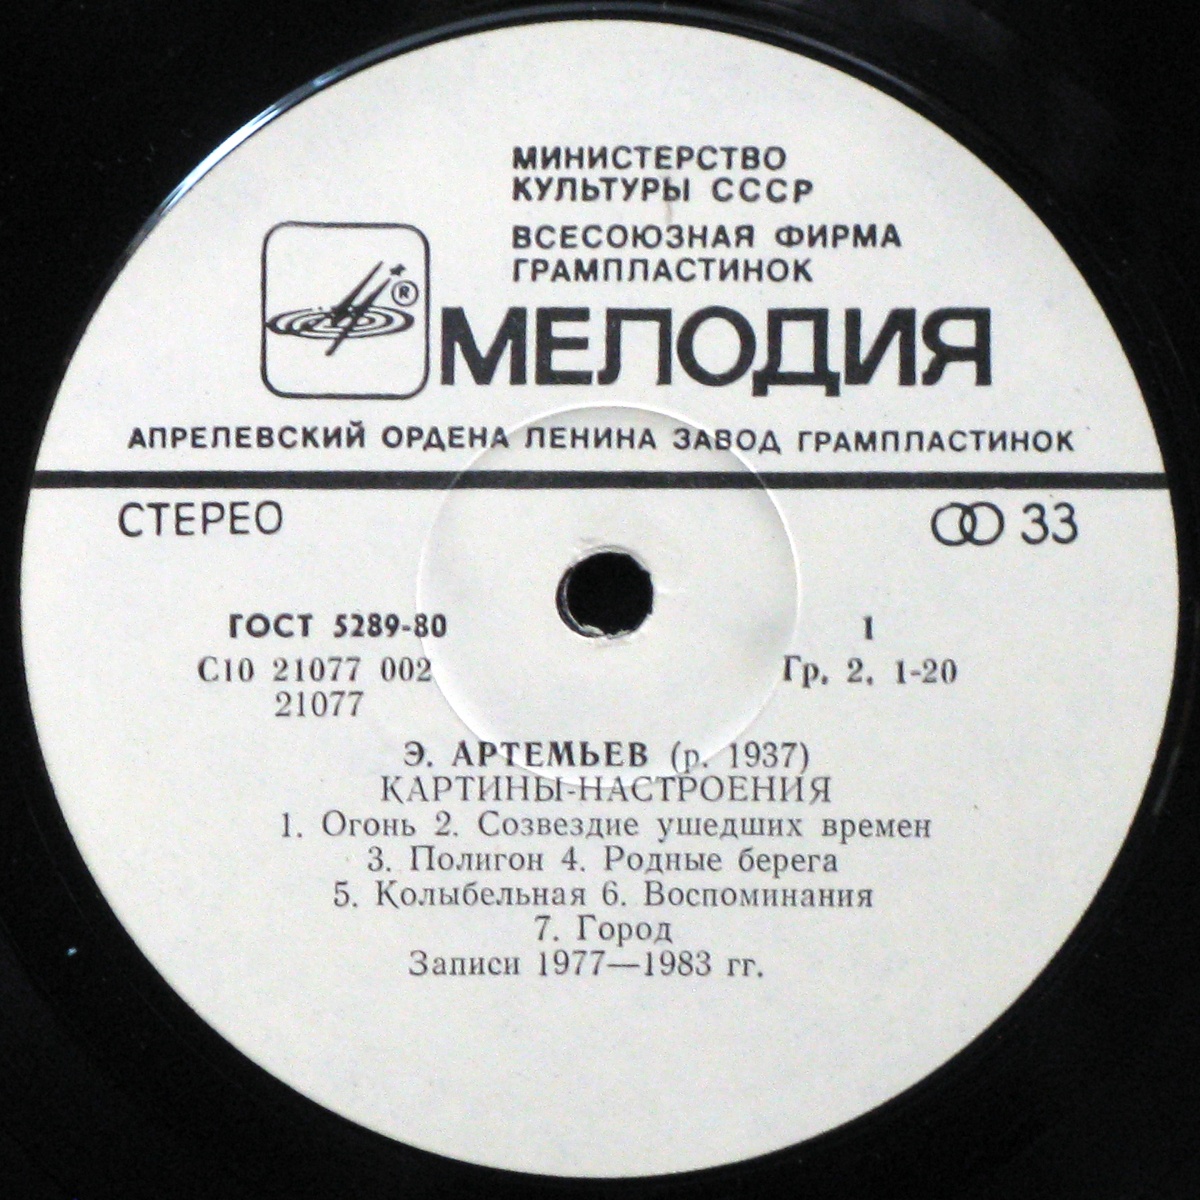 МИНИСТЕРСТВО
КУЛЬТУРЫ СССР
ВСЕСОЮЗНАЯ ФИРМА
ГРАМПЛАСТИНОК
®
МЕЛОДИЯ
АПРЕЛЕВСКИЙ ОРДЕНА ЛЕНИНА ЗАВОД ГРАМПЛАСТИНОК
СТЕРЕО
33
ГОСТ 5289-80
1
С10 21077 002
Гр. 2. 1-20
21077
Э. АРТЕМЬЕВ (р. 1937)
КАРТИНЫ-НАСТРОЕНИЯ
1. Огонь 2. Созвездие ушедших времен
3. Полигон 4. Родные берега
5. Колыбельная 6. Воспоминания
7. Город
Записи 1977—1983 гг.